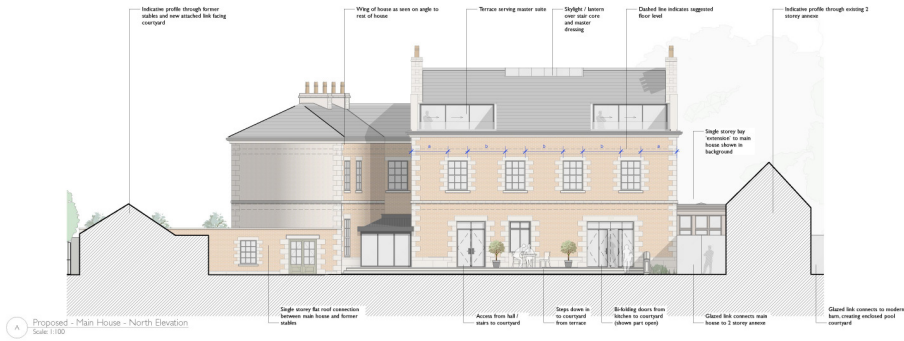 Indicative profile through former
stables and new attached link facing
courtyard
Wing of house as seen on angle to
rest of house
Terrace serving master suite
Skylight / lantern
over stair core
and master
dressing
Dashed line indicates suggested
floor level
Indicative profile through existing 2
storey annexe
Single storey bay
'extension' to main
house shown in
background
a
b
b
b
a
Single storey flat roof connection
between main house and former
stables
Access from hall /
stairs to courtyard
Steps down in
to courtyard
from terrace
Bi-folding doors from
kitchen to courtyard
(shown part open)
Glazed link connects main
house to 2 storey annexe
Glazed link connects to modern
barn, creating enclosed pool
courtyard
A
Proposed - Main House - North Elevation
Scale 1:100